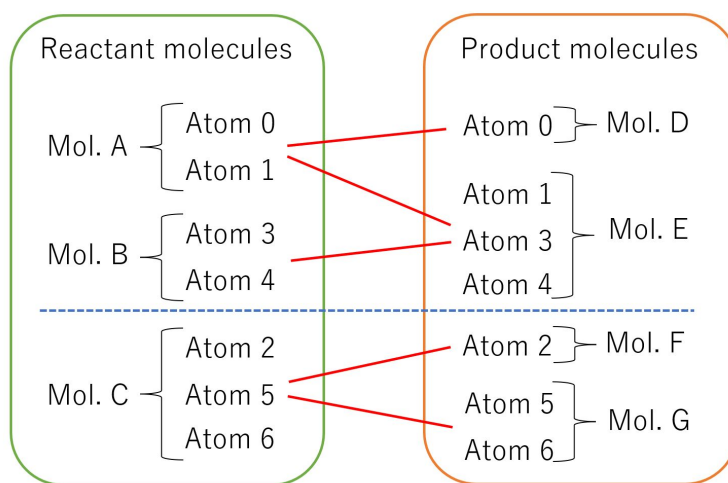 Reactant molecules
Mol. A
Atom 0
Atom 1
Mol. B
Atom 3
Atom 4
Mol. C
Atom 2
Atom 5
Atom 6
Product molecules
Atom 0
Mol. D
Atom 1
Atom 3
Atom 4
Mol. E
Atom 2
Mol. F
Atom 5
Atom 6
Mol. G